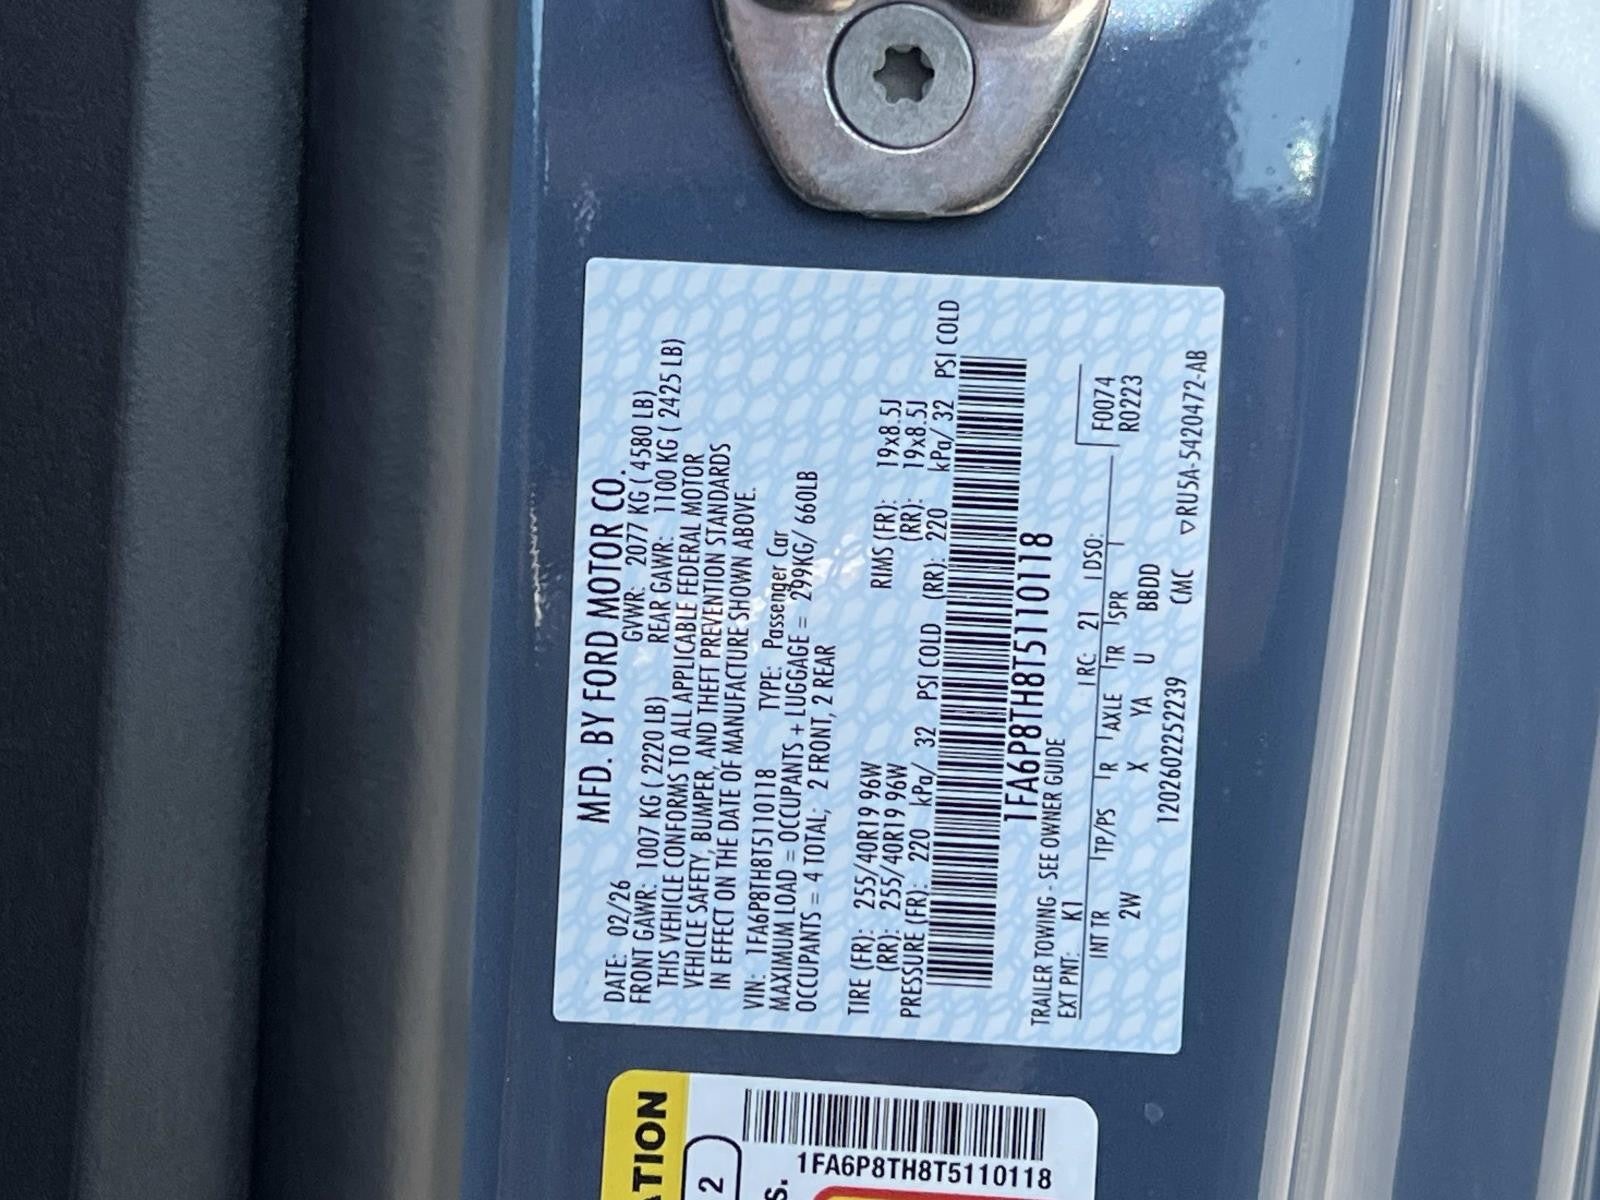 MFD. BY FORD MOTOR CO.
DATE: 02/26 GVWR: 2077 KG ( 4580 LB)
FRONT GAWR: 1007 KG ( 2220 LB) REAR GAWR: 1100 KG ( 2425 LB)
THIS VEHICLE CONFORMS TO ALL APPLICABLE FEDERAL MOTOR
VEHICLE SAFETY, BUMPER, AND THEFT PREVENTION STANDARDS
IN EFFECT ON THE DATE OF MANUFACTURE SHOWN ABOVE.
VIN: 1FA6P8TH8T5110118 TYPE: Passenger Car
MAXIMUM LOAD = OCCUPANTS + LUGGAGE = 299KG/ 660LB
OCCUPANTS = 4 TOTAL; 2 FRONT, 2 REAR
TIRE (FR): 255/40R19 96W RIMS (FR): 19x8.5J
(RR): 255/40R19 96W (RR): 19x8.5J
PRESSURE (FR): 220 kPa/ 32 PSI COLD (RR): 220 kPa/ 32 PSI COLD
1FA6P8TH8T5110118
TRAILER TOWING - SEE OWNER GUIDE
EXT PNT: K1 RC: 21 DSO: F0074
INT TR TP/PS R AXLE TR SPR R0223
2W X YA U BBDD
12026022522​39 CMC ▽RU5A-5420472-AB
ATION
2
S.
1FA6P8TH8T5110118